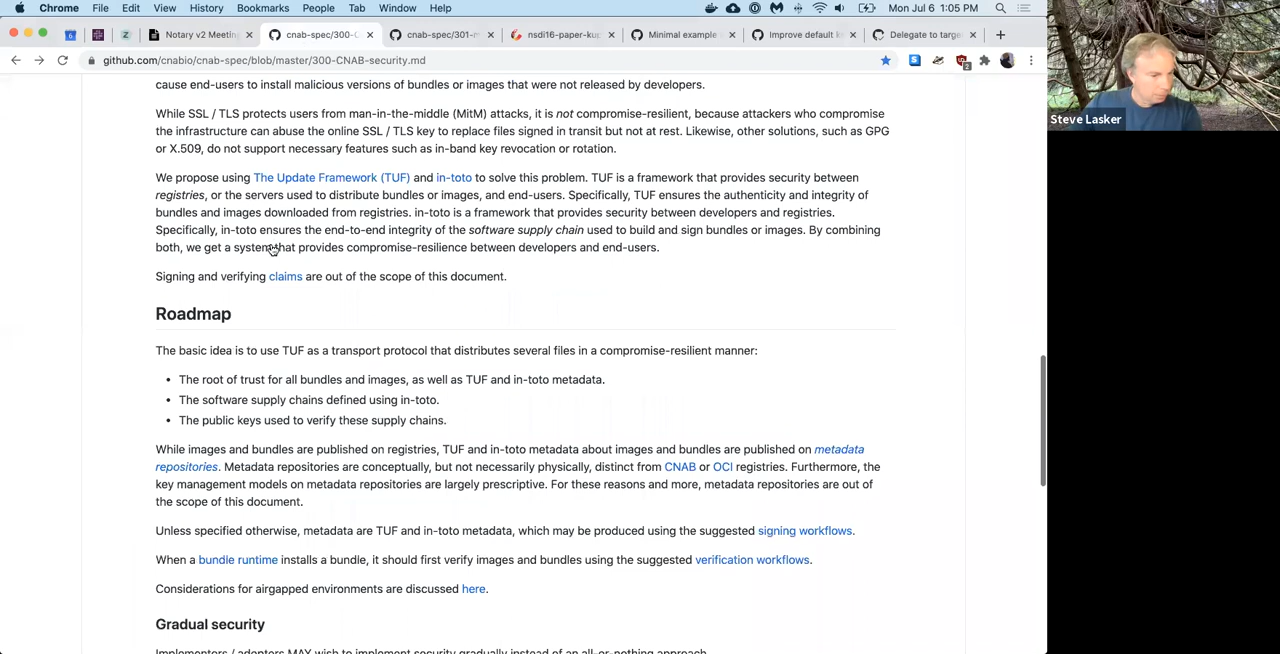 Chrome File Edit View History Bookmarks People Tab Window Help Mon Jul 6 1:05 PM
Notary v2 Meetin cnab-spec/300-C cnab-spec/301-m nsdi16-paper-ku Minimal example Improve default k Delegate to targe
github.com/cnabio/cnab-spec/blob/master/300-CNAB-security.md
cause end-users to install malicious versions of bundles or images that were not released by developers.
While SSL / TLS protects users from man-in-the-middle (MitM) attacks, it is not compromise-resilient, because attackers who compromise
the infrastructure can abuse the online SSL / TLS key to replace files signed in transit but not at rest. Likewise, other solutions, such as GPG
or X.509, do not support necessary features such as in-band key revocation or rotation.
We propose using The Update Framework (TUF) and in-toto to solve this problem. TUF is a framework that provides security between
registries, or the servers used to distribute bundles or images, and end-users. Specifically, TUF ensures the authenticity and integrity of
bundles and images downloaded from registries. in-toto is a framework that provides security between developers and registries.
Specifically, in-toto ensures the end-to-end integrity of the software supply chain used to build and sign bundles or images. By combining
both, we get a system that provides compromise-resilience between developers and end-users.
Signing and verifying claims are out of the scope of this document.
Roadmap
The basic idea is to use TUF as a transport protocol that distributes several files in a compromise-resilient manner:
• The root of trust for all bundles and images, as well as TUF and in-toto metadata.
• The software supply chains defined using in-toto.
• The public keys used to verify these supply chains.
While images and bundles are published on registries, TUF and in-toto metadata about images and bundles are published on metadata
repositories. Metadata repositories are conceptually, but not necessarily physically, distinct from CNAB or OCI registries. Furthermore, the
key management models on metadata repositories are largely prescriptive. For these reasons and more, metadata repositories are out of
the scope of this document.
Unless specified otherwise, metadata are TUF and in-toto metadata, which may be produced using the suggested signing workflows.
When a bundle runtime installs a bundle, it should first verify images and bundles using the suggested verification workflows.
Considerations for airgapped environments are discussed here.
Gradual security
Implementers / adopters MAY wish to implement security gradually instead of an all-or-nothing approach.
Steve Lasker